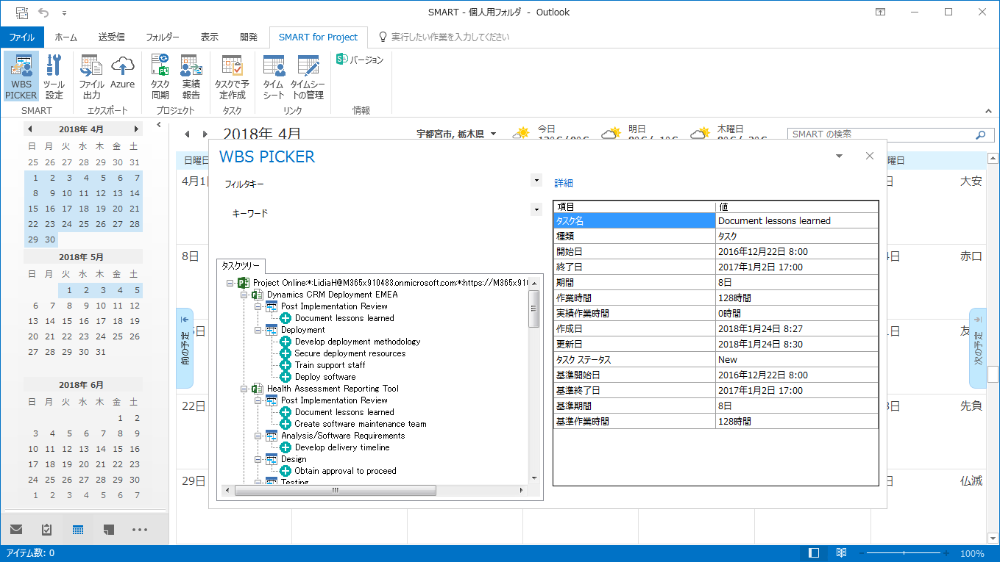 SMART - 個人用フォルダ - Outlook
ファイル ホーム 送受信 フォルダー 表示 開発 SMART for Project 実行したい作業を入力してください
WBS PICKER
ツール 設定
ファイル 出力
Azure
タスク 同期
実績 報告
タスクで予 定作成
タイム シート
タイムシー トの管理
バージョン
SMART エクスポート プロジェクト タスク リンク 情報
2018年 4月
日 月 火 水 木 金 土
25 26 27 28 29 30 31
1 2 3 4 5 6 7
8 9 10 11 12 13 14
15 16 17 18 19 20 21
22 23 24 25 26 27 28
29 30
2018年 5月
日 月 火 水 木 金 土
1 2 3 4 5
6 7 8 9 10 11 12
13 14 15 16 17 18 19
20 21 22 23 24 25 26
27 28 29 30 31
2018年 6月
日 月 火 水 木 金 土
1 2
3 4 5 6 7 8 9
10 11 12 13 14 15 16
17 18 19 20 21 22 23
24 25 26 27 28 29 30
1 2 3 4 5 6 7
2018年 4月
宇都宮市, 栃木県
今日
明日
木曜日
SMART の検索
日曜日
曜日
4月1日
大安
8日
赤口
22日
先負
29日
仏滅
前の予定
次の予定
WBS PICKER
フィルタキー
キーワード
タスクツリー
Project Online:*:LidiaH@M365x910483.onmicrosoft.com:*:https://M365x91
Dynamics CRM Deployment EMEA
Post Implementation Review
Document lessons learned
Deployment
Develop deployment methodology
Secure deployment resources
Train support staff
Deploy software
Health Assessment Reporting Tool
Post Implementation Review
Document lessons learned
Create software maintenance team
Analysis/Software Requirements
Develop delivery timeline
Design
Obtain approval to proceed
Testing
詳細
項目 値
タスク名 Document lessons learned
種類 タスク
開始日 2016年12月22日 8:00
終了日 2017年1月2日 17:00
期間 8日
作業時間 128時間
実績作業時間 0時間
作成日 2018年1月24日 8:27
更新日 2018年1月24日 8:30
タスク ステータス New
基準開始日 2016年12月22日 8:00
基準終了日 2017年1月2日 17:00
基準期間 8日
基準作業時間 128時間
アイテム数: 0
100%